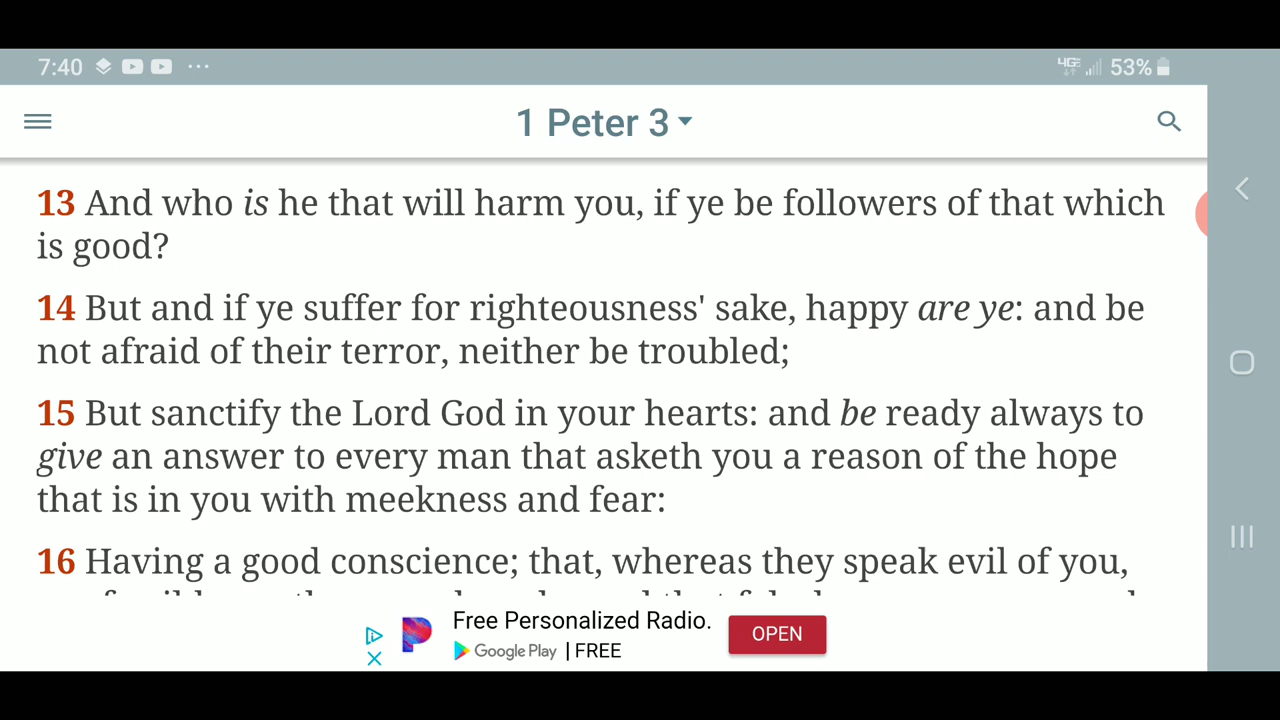 7:40 ... 4GE 53%
1 Peter 3
13 And who is he that will harm you, if ye be followers of that which
is good?
14 But and if ye suffer for righteousness' sake, happy are ye: and be
not afraid of their terror, neither be troubled;
15 But sanctify the Lord God in your hearts: and be ready always to
give an answer to every man that asketh you a reason of the hope
that is in you with meekness and fear:
16 Having a good conscience; that, whereas they speak evil of you,
Free Personalized Radio.
Google Play | FREE
OPEN